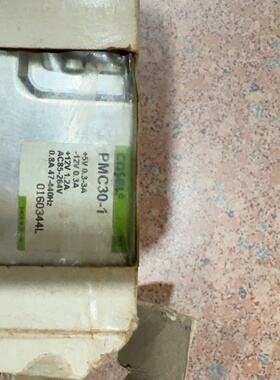 COSEL
PMC30-1
+5V 0.3-3A
-12V 0.3A
+12V 1.2A
AC85-264V
0.8A 47-440Hz
0160344L